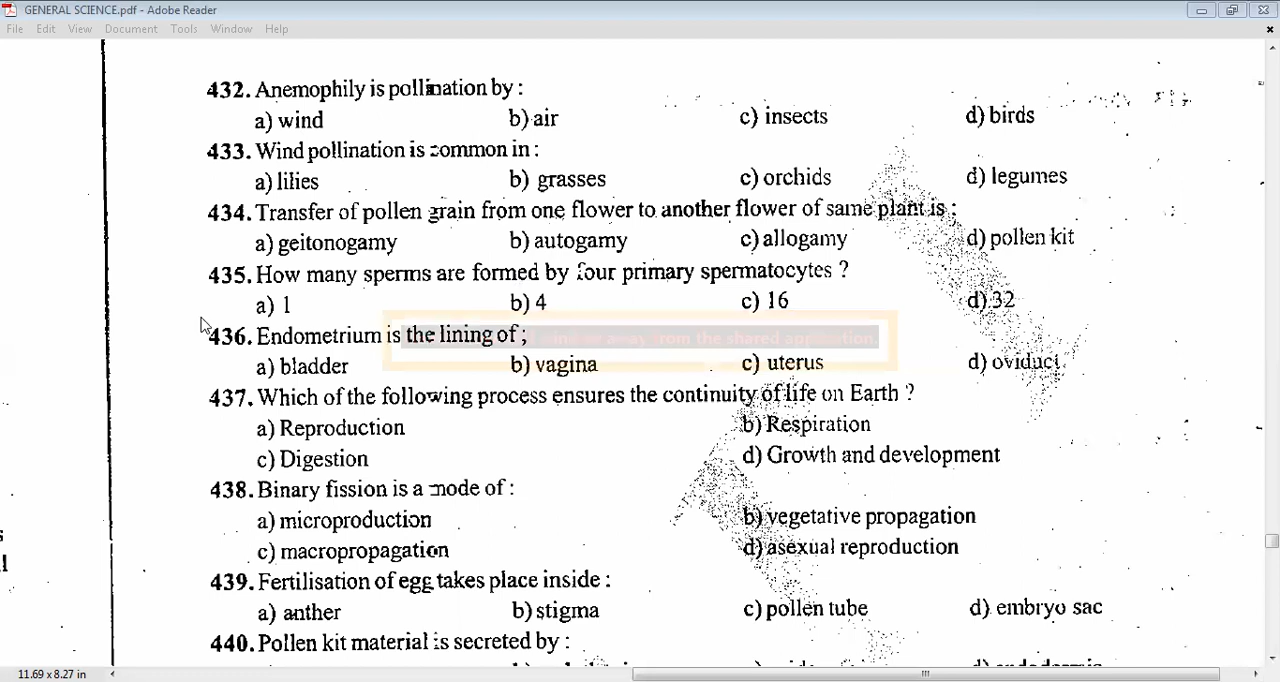 GENERAL SCIENCE.pdf - Adobe Reader
File Edit View Document Tools Window Help
432. Anemophily is pollination by :
a) wind b) air c) insects d) birds
433. Wind pollination is common in :
a) lilies b) grasses c) orchids d) legumes
434. Transfer of pollen grain from one flower to another flower of same plant is ;
a) geitonogamy b) autogamy c) allogamy d) pollen kit
435. How many sperms are formed by four primary spermatocytes ?
a) 1 b) 4 c) 16 d) 32
436. Endometrium is the lining of ; away from the shared application.
a) bladder b) vagina c) uterus d) oviduct
437. Which of the following process ensures the continuity of life on Earth ?
a) Reproduction b) Respiration
c) Digestion d) Growth and development
438. Binary fission is a mode of :
a) microproduction b) vegetative propagation
c) macropropagation d) asexual reproduction
439. Fertilisation of egg takes place inside :
a) anther b) stigma c) pollen tube d) embryo sac
440. Pollen kit material is secreted by :
11.69 x 8.27 in